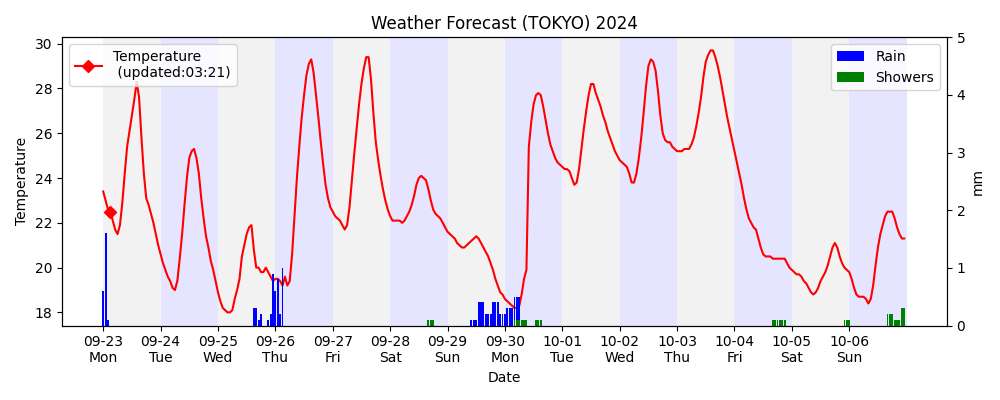 Weather Forecast (TOKYO) 2024
Temperature
(updated:03:21)
Rain
Showers
Temperature
30
28
26
24
22
20
18
5
4
3
2
1
0
mm
09-23 09-24 09-25 09-26 09-27 09-28 09-29 09-30 10-01 10-02 10-03 10-04 10-05 10-06
Mon Tue Wed Thu Fri Sat Sun Mon Tue Wed Thu Fri Sat Sun
Date